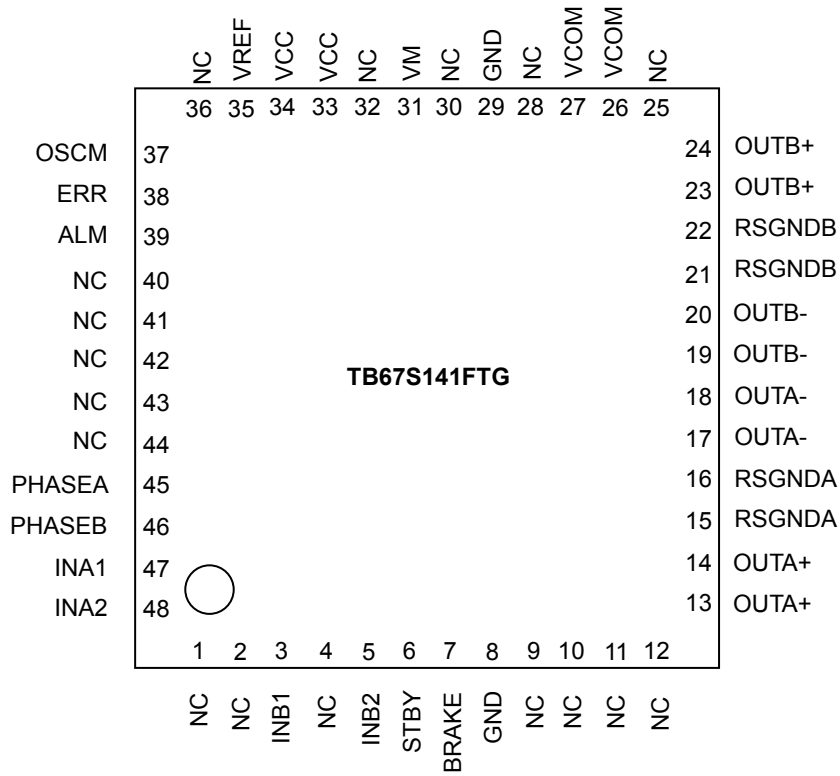 NC VREF VCC VCC NC VM NC GND NC VCOM VCOM NC
36 35 34 33 32 31 30 29 28 27 26 25
OSCM 37 24 OUTB+
ERR 38 23 OUTB+
ALM 39 22 RSGNDB
NC 40 21 RSGNDB
NC 41 20 OUTB-
NC 42 19 OUTB-
TB67S141FTG
NC 43 18 OUTA-
NC 44 17 OUTA-
PHASEA 45 16 RSGNDA
PHASEB 46 15 RSGNDA
INA1 47 14 OUTA+
INA2 48 13 OUTA+
1 2 3 4 5 6 7 8 9 10 11 12
NC NC INB1 NC INB2 STBY BRAKE GND NC NC NC NC